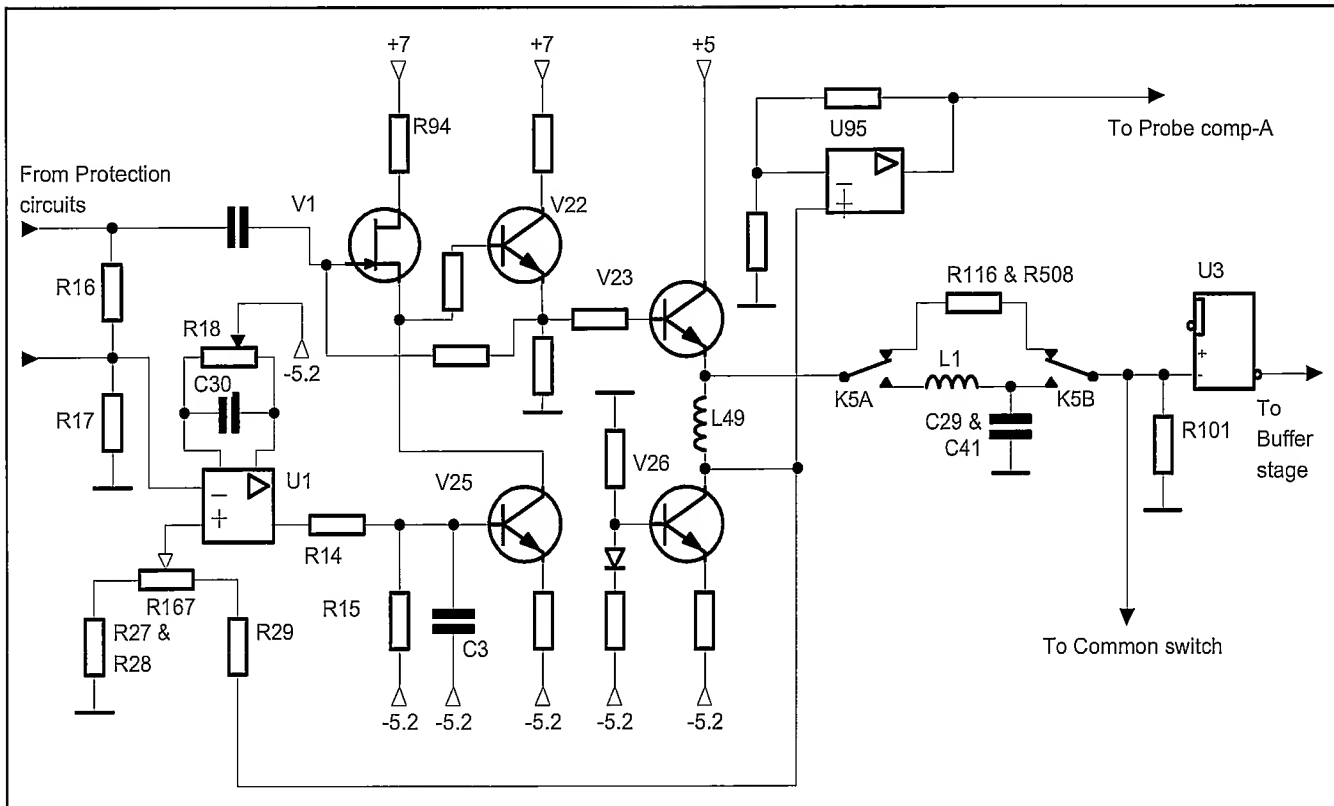 +7
+7
+5
R94
U95
To Probe comp-A
From Protection
circuits
V1
V22
V23
R116 & R508
U3
R16
R18
-5.2
L1
C30
K5A
K5B
R17
L49
C29 &
C41
R101
To
Buffer
stage
V26
U1
V25
R14
R167
R15
R29
R27 &
R28
C3
To Common switch
-5.2
-5.2
-5.2
-5.2
-5.2